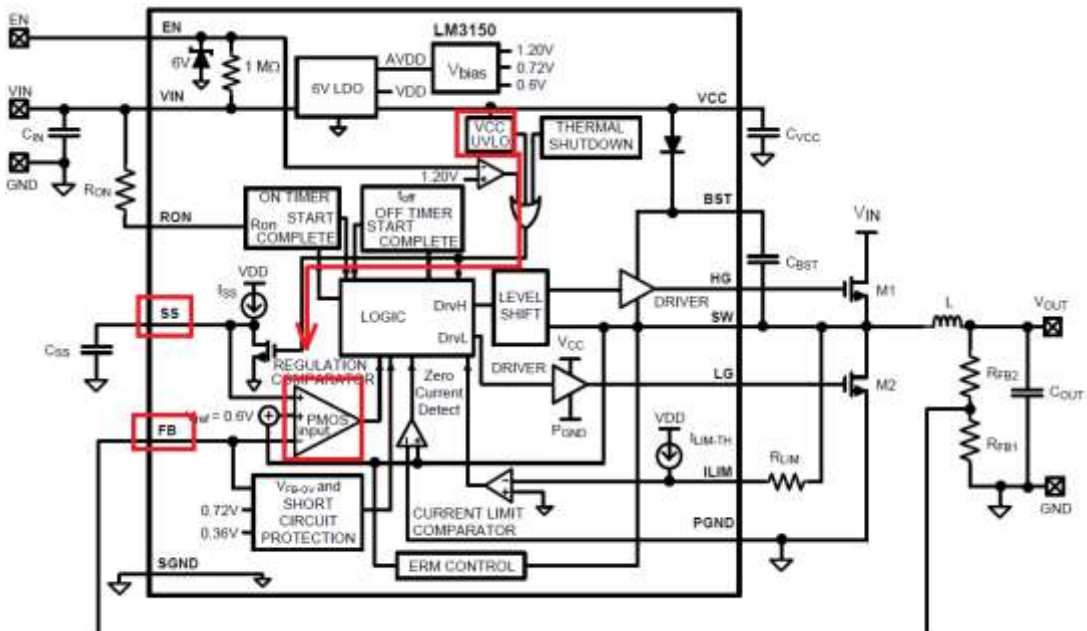 EN
EN
LM3150
6V
1 MΩ
6V LDO
AVDD
VDD
Vbias
1.20V
0.72V
0.6V
VIN
VIN
VCC
CIN
GND
VCC
UVLO
THERMAL
SHUTDOWN
CVCC
1.20V
RON
RON
ON TIMER
Ron START
COMPLETE
toff
OFF TIMER
START
COMPLETE
BST
VIN
CBST
VDD
ISS
SS
CSS
LOGIC
DrvH
DrvL
LEVEL
SHIFT
DRIVER
HG
M1
SW
L
VOUT
REGULATION
COMPARATOR
Zero
Current
Detect
VCC
DRIVER
PGND
LG
M2
RFB2
COUT
RFB1
GND
Vref = 0.6V
PMOS
input
FB
VDD
ILIM-TH
RLIM
ILIM
VFB-OV and
SHORT
CIRCUIT
PROTECTION
0.72V
0.36V
CURRENT LIMIT
COMPARATOR
PGND
SGND
ERM CONTROL